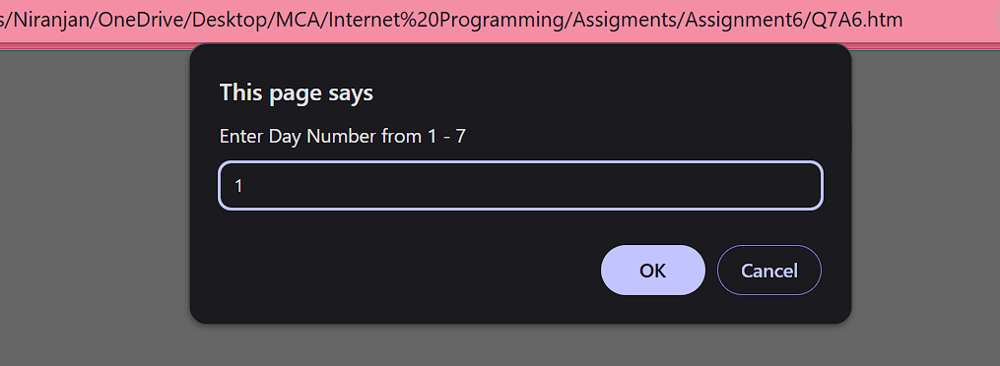 s/Niranjan/OneDrive/Desktop/MCA/Internet%20Programming/Assigments/Assignment6/Q7A6.htm
This page says
Enter Day Number from 1 - 7
1
OK
Cancel